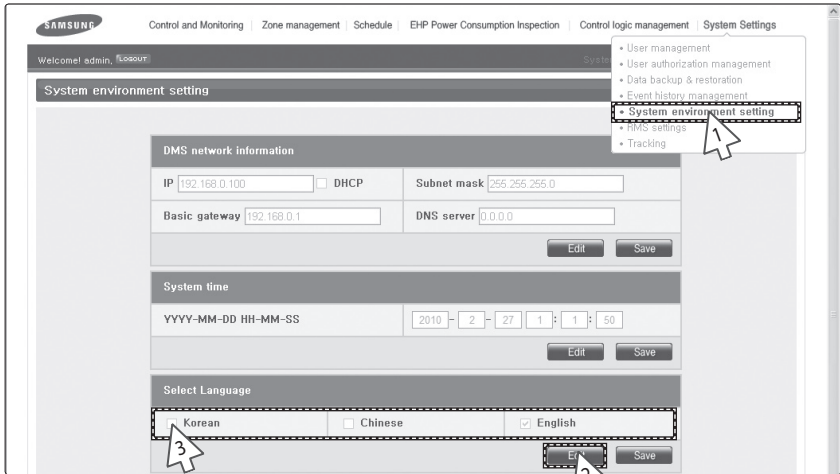 SAMSUNG Control and Monitoring Zone management Schedule EHP Power Consumption Inspection Control logic management System Settings
Welcome! admin, LOGOUT
• User management
• User authorization management
• Data backup & restoration
• Event history management
• System environment setting
• RMS settings
• Tracking
1
System environment setting
DMS network information
IP 192.168.0.100 DHCP Subnet mask 255.255.255.0
Basic gateway 192.168.0.1 DNS server 0.0.0.0
Edit Save
System time
YYYY-MM-DD HH-MM-SS 2010 - 2 - 27 1 : 1 : 50
Edit Save
Select Language
Korean Chinese English
3
Edit Save
2